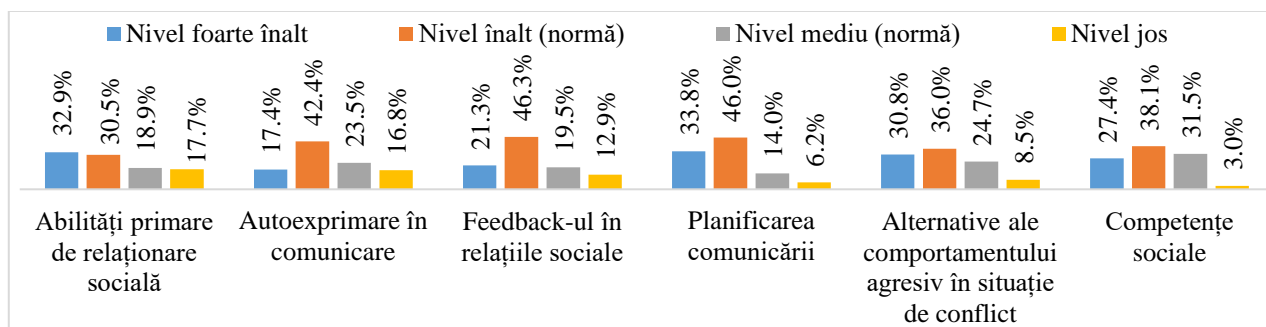 Nivel foarte înalt Nivel înalt (normă) Nivel mediu (normă) Nivel jos
32.9% 30.5% 18.9% 17.7% 17.4% 42.4% 23.5% 16.8% 21.3% 46.3% 19.5% 12.9% 33.8% 46.0% 14.0% 6.2% 30.8% 36.0% 24.7% 8.5% 27.4% 38.1% 31.5% 3.0%
Abilități primare
de relaționare
socială
Autoexprimare în
comunicare
Feedback-ul în
relațiile sociale
Planificarea
comunicării
Alternative ale
comportamentului
agresiv în situație
de conflict
Competențe
sociale